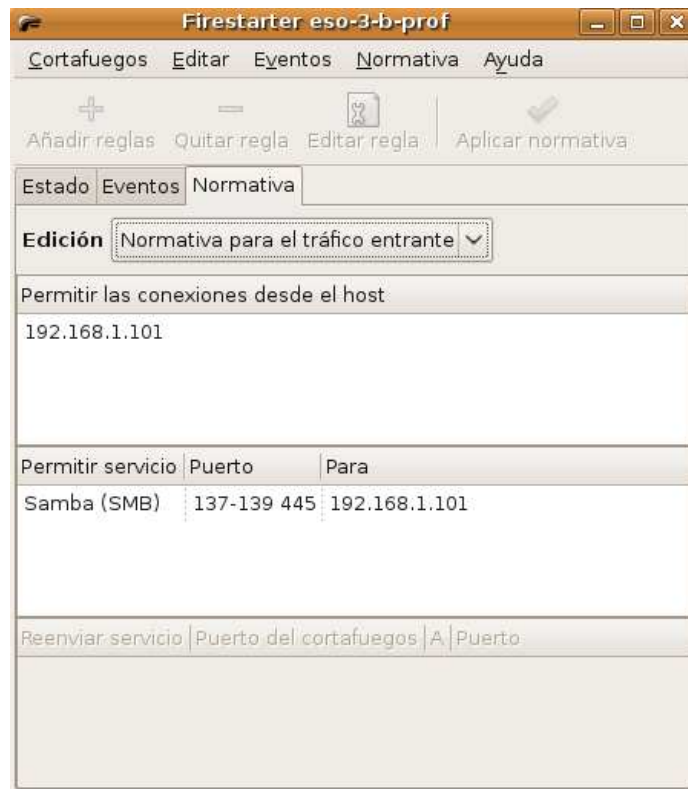 Firestarter eso-3-b-prof
Cortafuegos Editar Eventos Normativa Ayuda
Añadir reglas Quitar regla Editar regla Aplicar normativa
Estado Eventos Normativa
Edición Normativa para el tráfico entrante
Permitir las conexiones desde el host
192.168.1.101
Permitir servicio Puerto Para
Samba (SMB) 137-139 445 192.168.1.101
Reenviar servicio Puerto del cortafuegos A Puerto